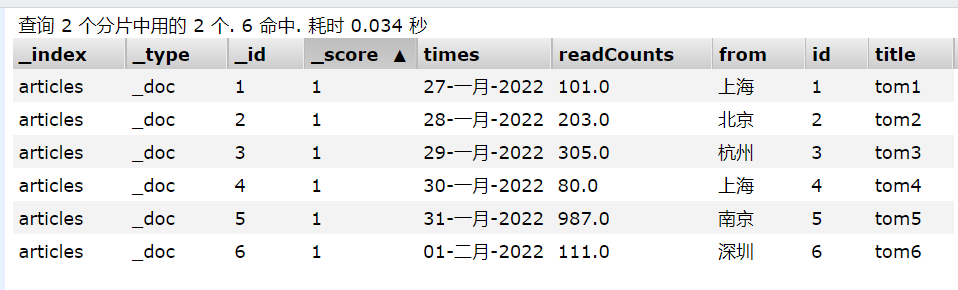 查询 2 个分片中用的 2 个. 6 命中. 耗时 0.034 秒
_index _type _id _score ▲ times readCounts from id title
articles _doc 1 1 27-一月-2022 101.0 上海 1 tom1
articles _doc 2 1 28-一月-2022 203.0 北京 2 tom2
articles _doc 3 1 29-一月-2022 305.0 杭州 3 tom3
articles _doc 4 1 30-一月-2022 80.0 上海 4 tom4
articles _doc 5 1 31-一月-2022 987.0 南京 5 tom5
articles _doc 6 1 01-二月-2022 111.0 深圳 6 tom6